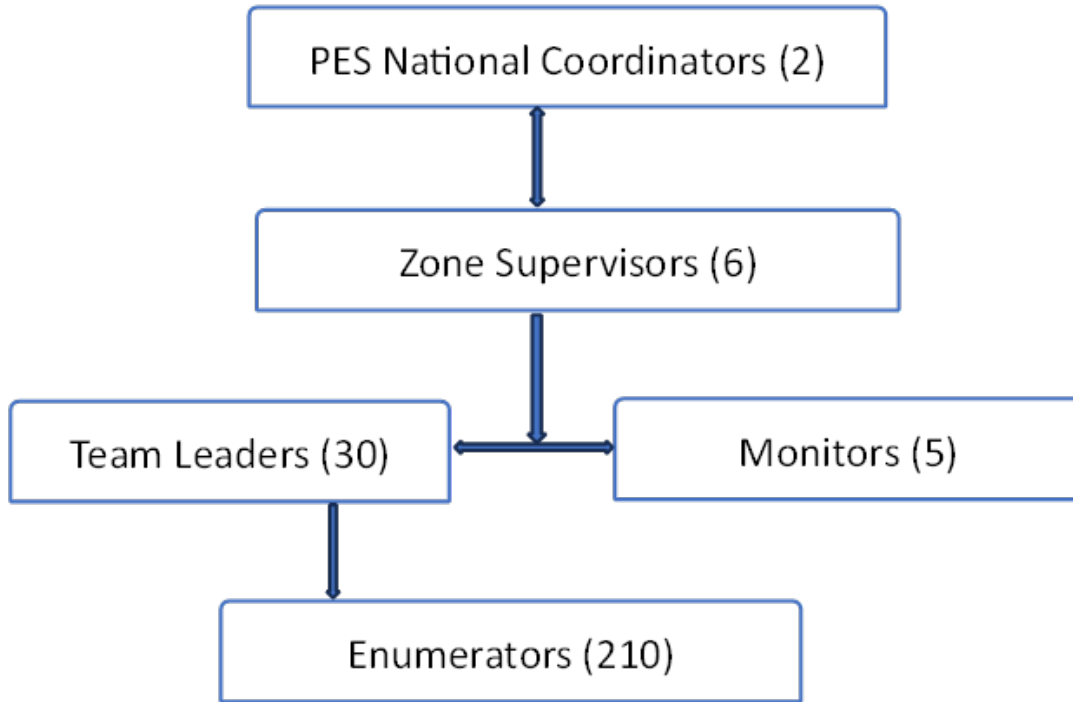 PES National Coordinators (2)
Zone Supervisors (6)
Team Leaders (30)
Monitors (5)
Enumerators (210)